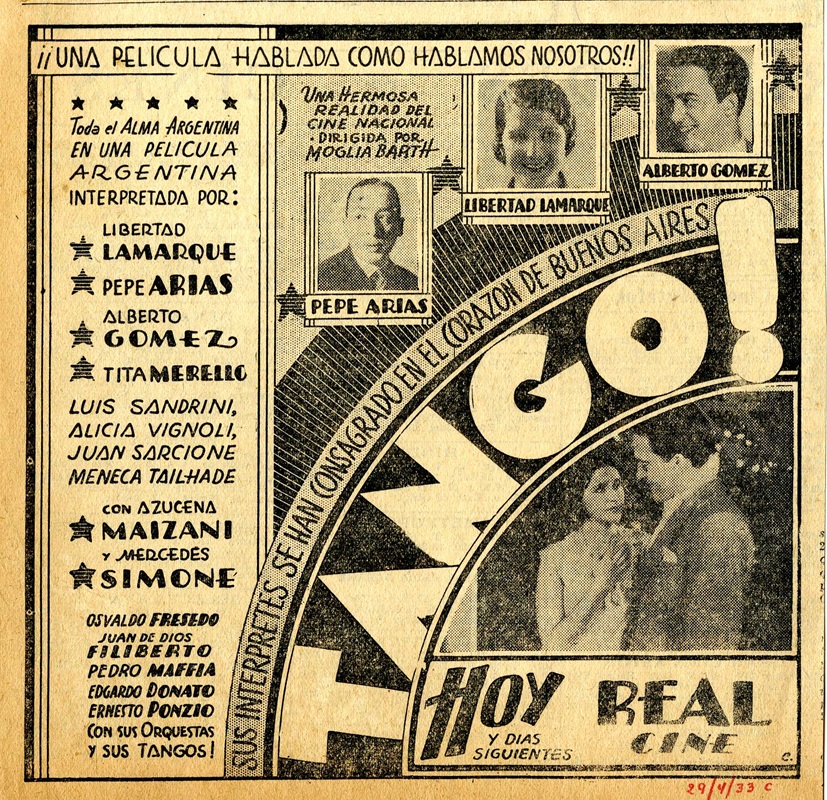 ¡¡UNA PELICULA HABLADA COMO HABLAMOS NOSOTROS!!
Toda el ALMA ARGENTINA
EN UNA PELICULA
ARGENTINA
INTERPRETADA POR:
LIBERTAD
LAMARQUE
PEPE ARIAS
ALBERTO
GOMEZ
TITA MERELLO
LUIS SANDRINI,
ALICIA VIGNOLI,
JUAN SARCIONE
MENECA TAILHADE
CON AZUCENA
MAIZANI
Y MERCEDES
SIMONE
OSVALDO FRESEDO
JUAN DE DIOS
FILIBERTO
PEDRO MAFFIA
EDGARDO DONATO
ERNESTO PONZIO
CON SUS ORQUESTAS
Y SUS TANGOS!
UNA HERMOSA
REALIDAD DEL
CINE NACIONAL
DIRIGIDA POR
MOGLIA BARTH
PEPE ARIAS
LIBERTAD LAMARQUE
ALBERTO GOMEZ
SUS INTERPRETES SE HAN CONSAGRADO EN EL CORAZON DE BUENOS AIRES
TANGO!
HOY
Y DIAS
SIGUIENTES
REAL
CINE
C.
29/4/33 C